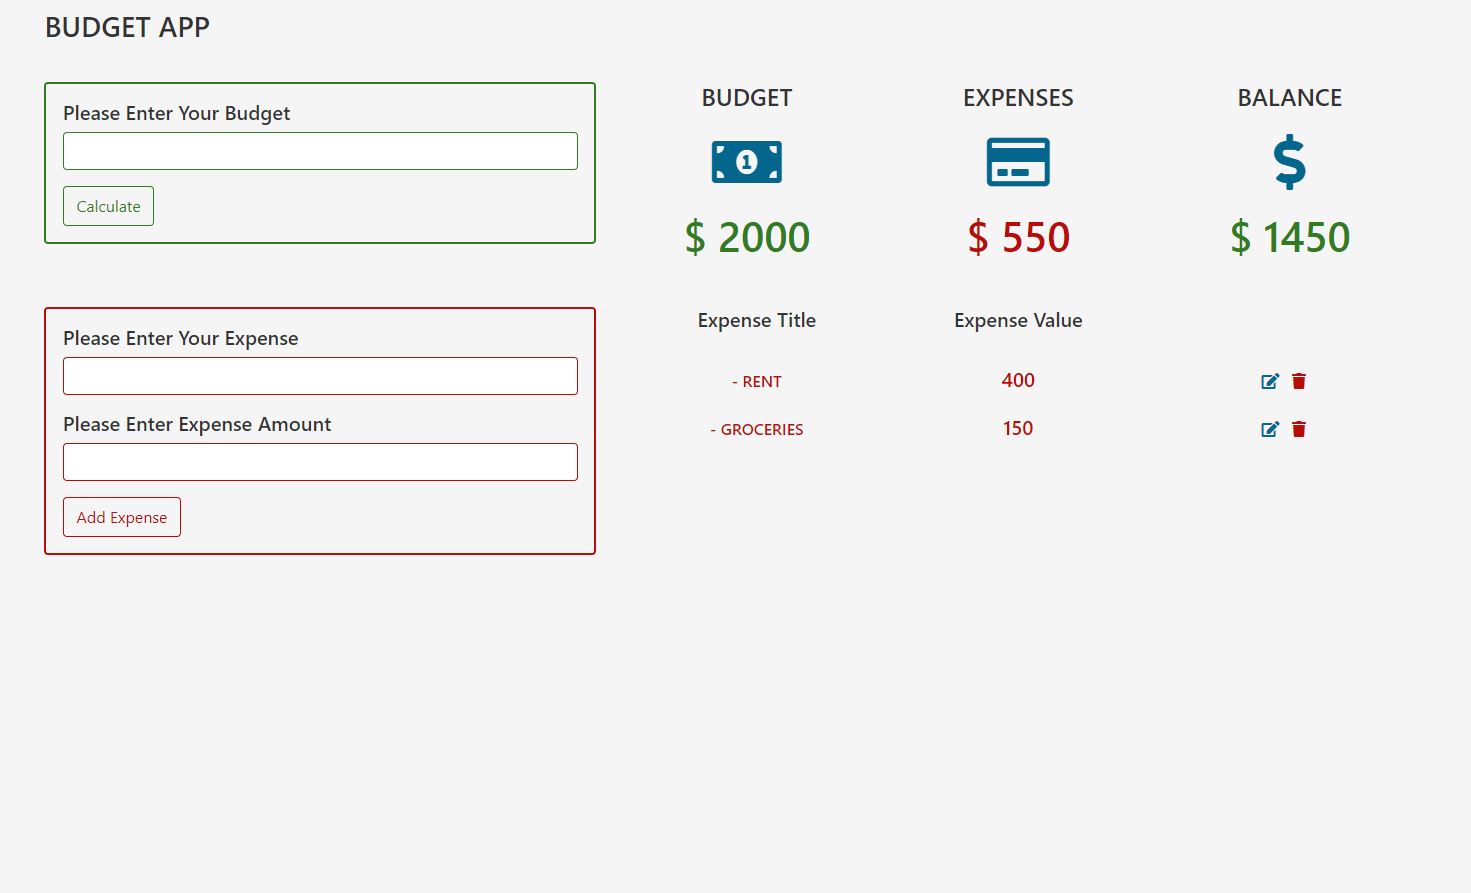 BUDGET APP
Please Enter Your Budget
Calculate
BUDGET
EXPENSES
BALANCE
1
$ 2000
$ 550
$ 1450
Please Enter Your Expense
Please Enter Expense Amount
Add Expense
Expense Title
Expense Value
- RENT
400
- GROCERIES
150